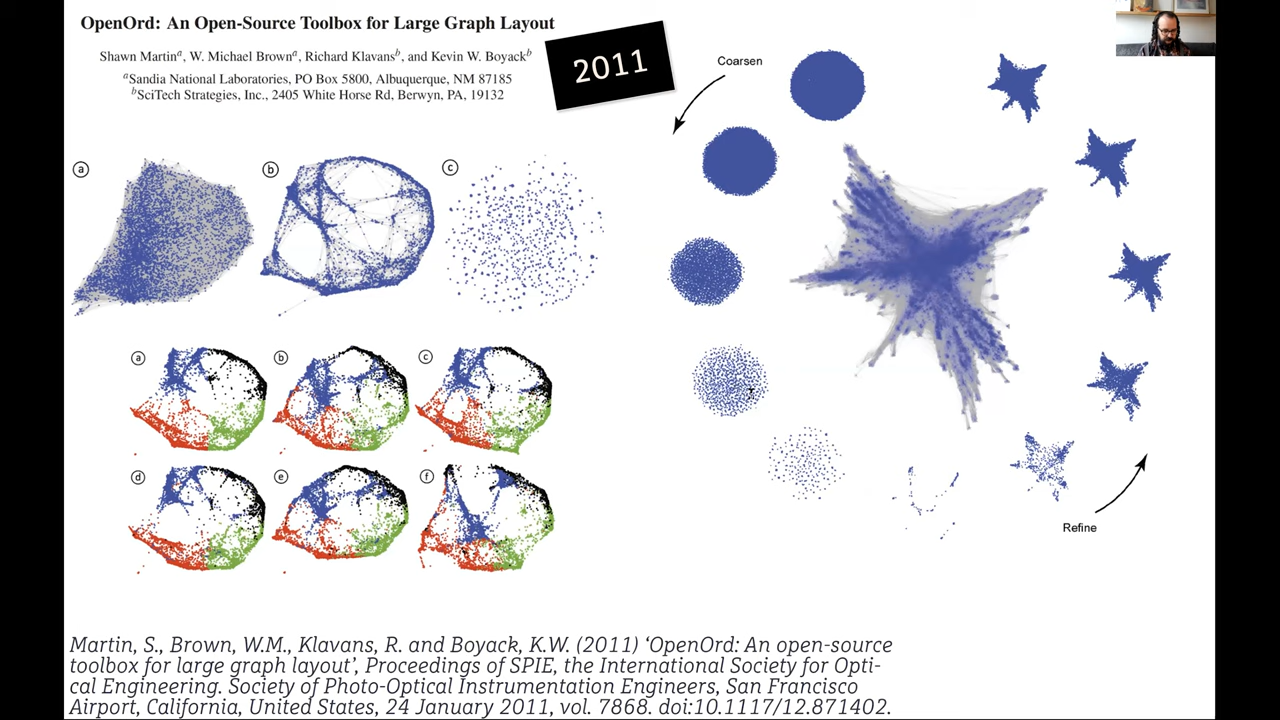 OpenOrd: An Open-Source Toolbox for Large Graph Layout
Shawn Martinᵃ, W. Michael Brownᵃ, Richard Klavansᵇ, and Kevin W. Boyackᵇ
ᵃSandia National Laboratories, PO Box 5800, Albuquerque, NM 87185
ᵇSciTech Strategies, Inc., 2405 White Horse Rd, Berwyn, PA, 19132
2011
Coarsen
a b c
a b c
d e f
Refine
Martin, S., Brown, W.M., Klavans, R. and Boyack, K.W. (2011) ‘OpenOrd: An open-source
toolbox for large graph layout’, Proceedings of SPIE, the International Society for Opti-
cal Engineering. Society of Photo-Optical Instrumentation Engineers, San Francisco
Airport, California, United States, 24 January 2011, vol. 7868. doi:10.1117/12.871402.